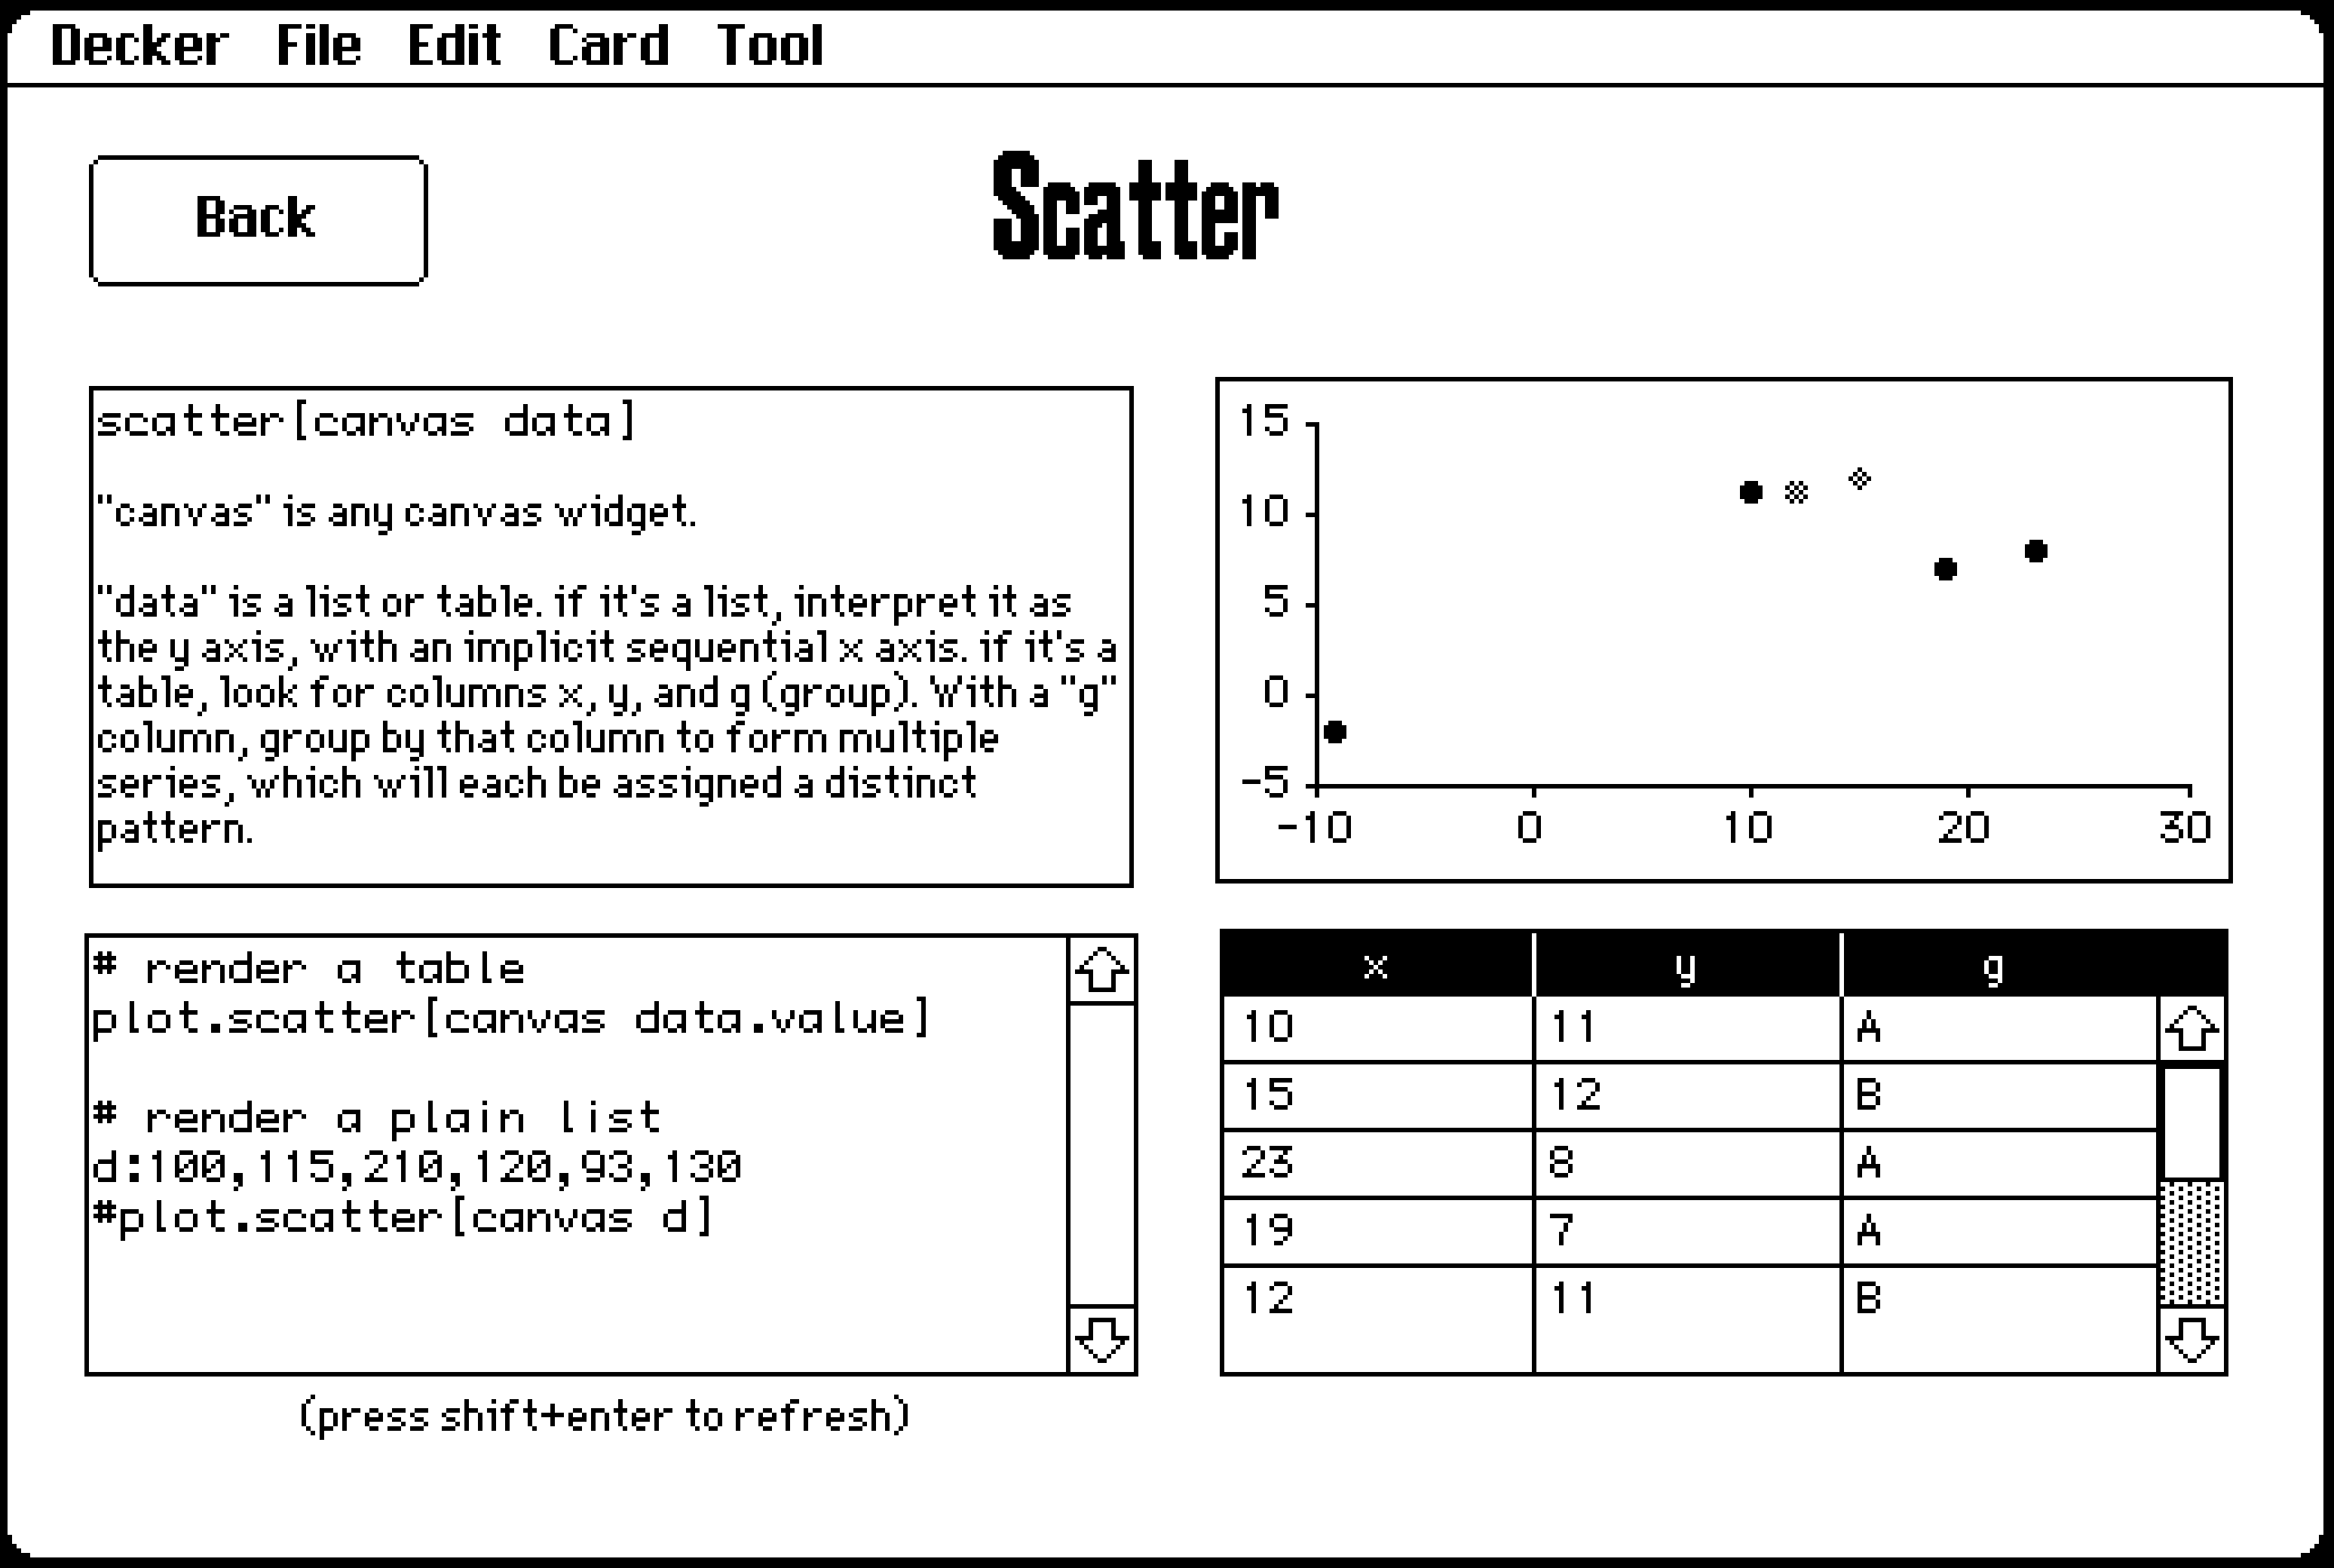 Decker File Edit Card Tool
Back
Scatter
scatter[canvas data]
"canvas" is any canvas widget.
"data" is a list or table. if it's a list, interpret it as
the y axis, with an implicit sequential x axis. if it's a
table, look for columns x, y, and g (group). With a "g"
column, group by that column to form multiple
series, which will each be assigned a distinct
pattern.
15
10
5
0
-5
-10 0 10 20 30
# render a table
plot.scatter[canvas data.value]
# render a plain list
d:100,115,210,120,93,130
#plot.scatter[canvas d]
(press shift+enter to refresh)
x y g
10 11 A
15 12 B
23 8 A
19 7 A
12 11 B